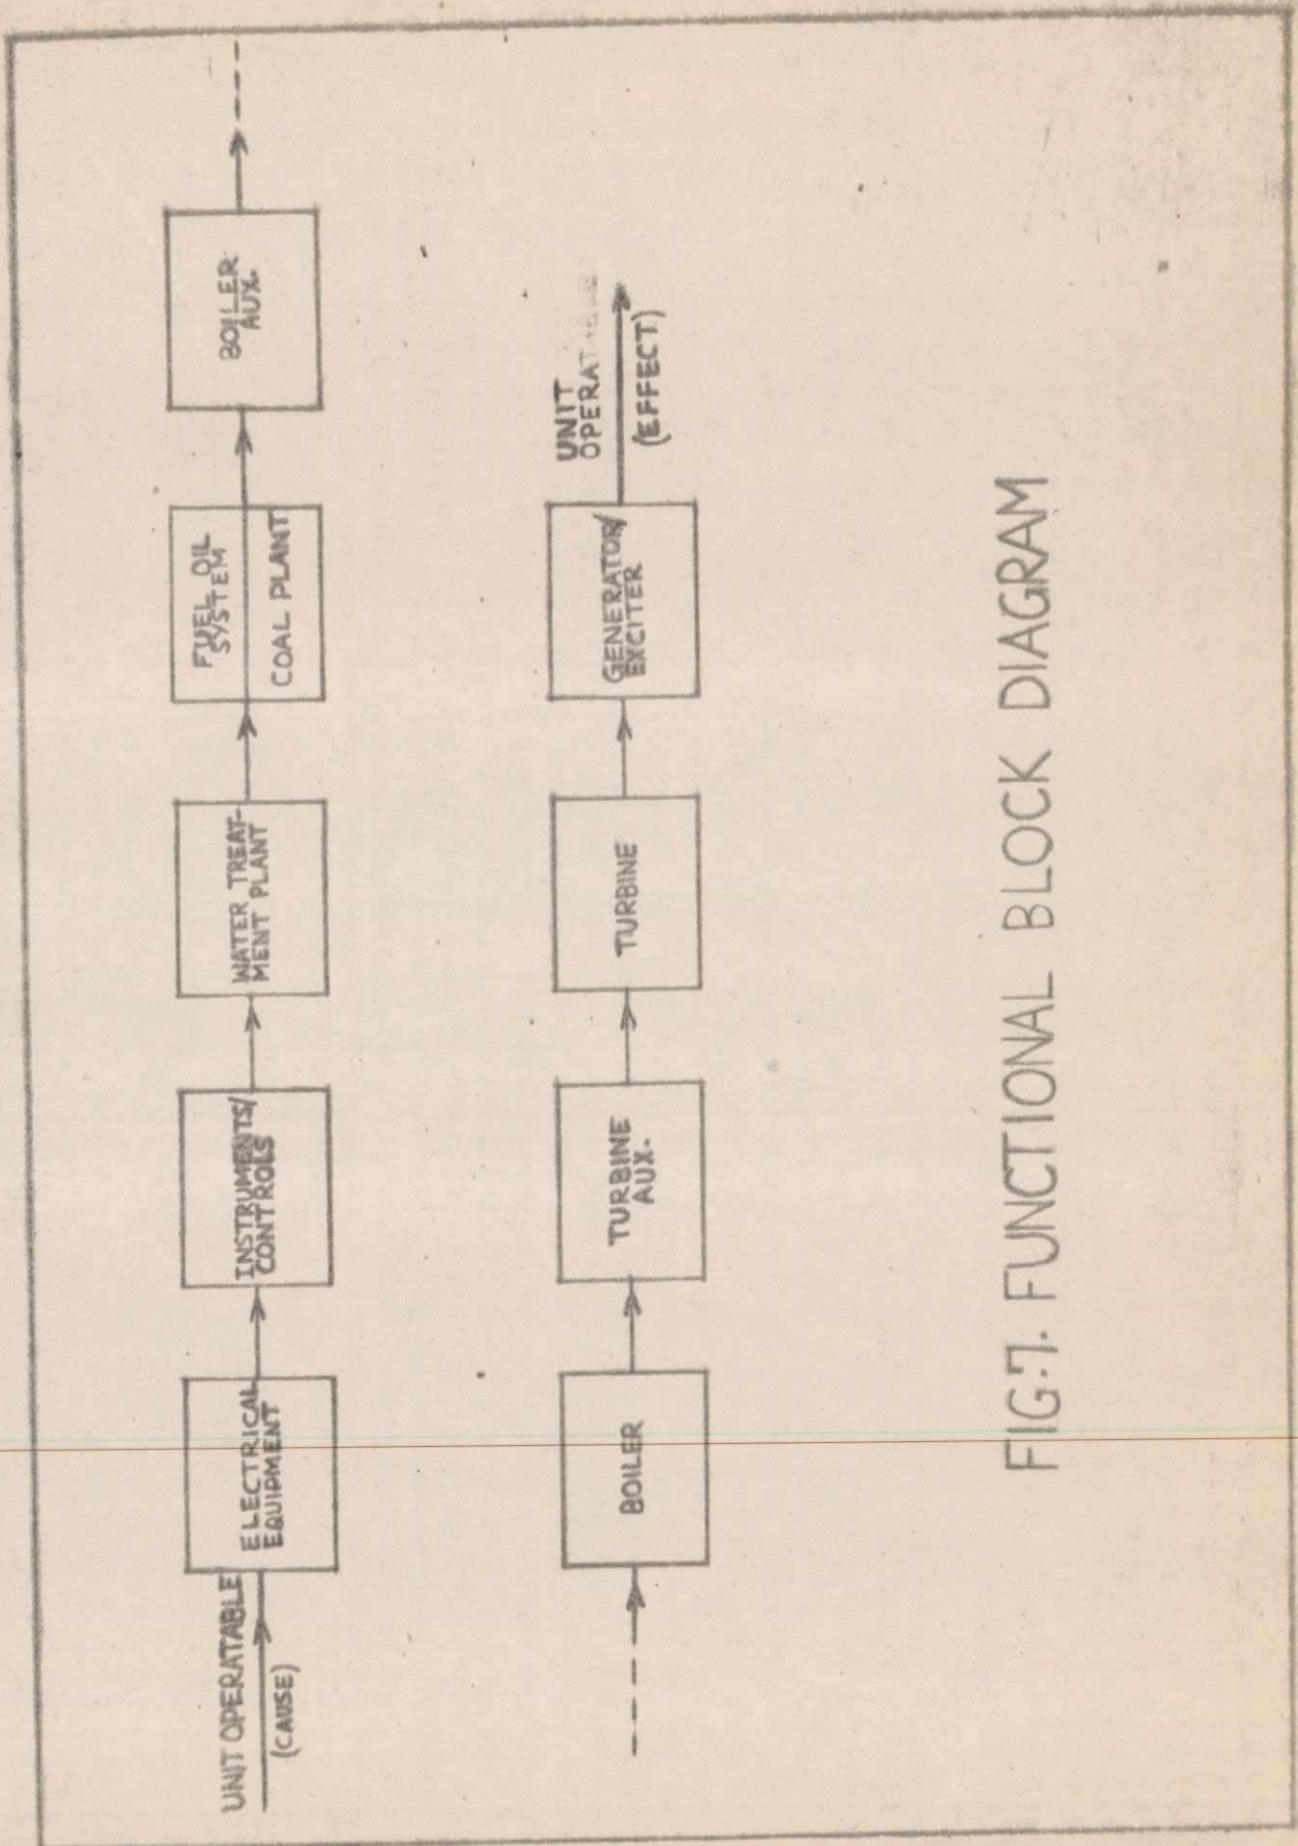 UNIT OPERATABLE
(CAUSE)
ELECTRICAL
EQUIPMENT
INSTRUMENTS/
CONTROLS
WATER TREAT-
MENT PLANT
FUEL OIL
SYSTEM
COAL PLANT
BOILER
AUX.
BOILER
TURBINE
AUX.
TURBINE
GENERATOR/
EXCITER
UNIT
OPERATABLE
(EFFECT)
FIG.7. FUNCTIONAL BLOCK DIAGRAM